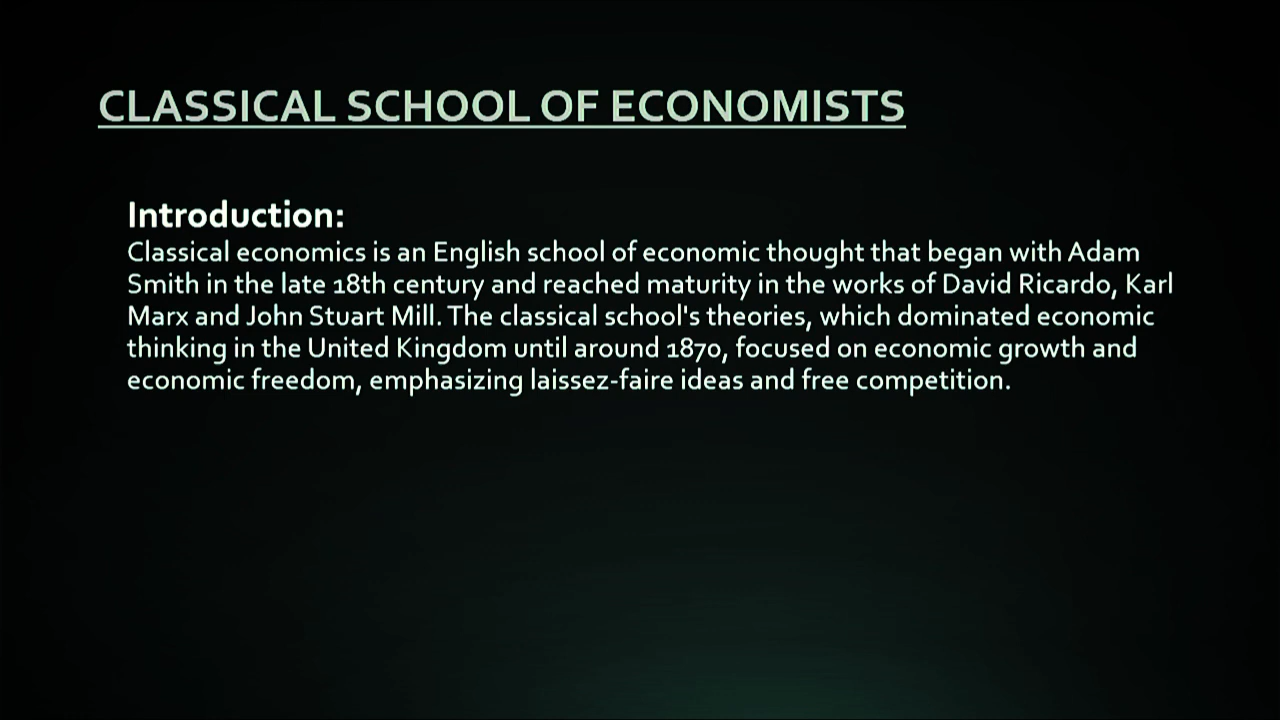 CLASSICAL SCHOOL OF ECONOMISTS
Introduction:
Classical economics is an English school of economic thought that began with Adam
Smith in the late 18th century and reached maturity in the works of David Ricardo, Karl
Marx and John Stuart Mill. The classical school's theories, which dominated economic
thinking in the United Kingdom until around 1870, focused on economic growth and
economic freedom, emphasizing laissez-faire ideas and free competition.